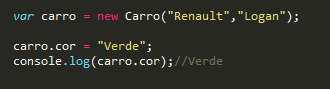 var carro = new Carro("Renault","Logan");
carro.cor = "Verde";
console.log(carro.cor);//Verde